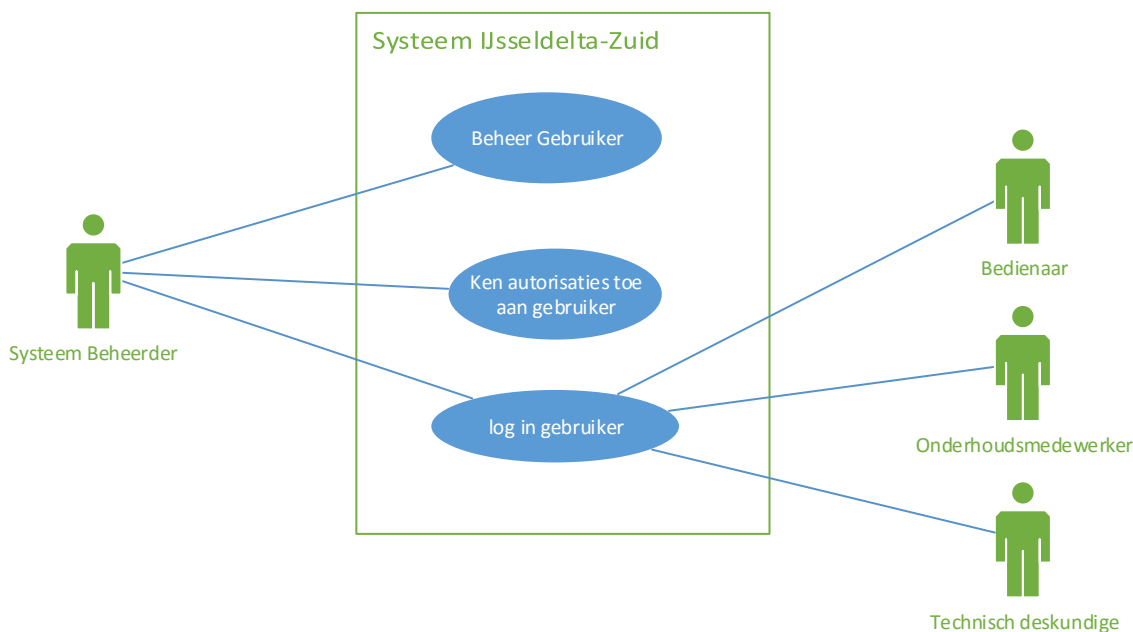 Systeem IJsseldelta-Zuid
Beheer Gebruiker
Ken autorisaties toe
aan gebruiker
log in gebruiker
Systeem Beheerder
Bedienaar
Onderhoudsmedewerker
Technisch deskundige